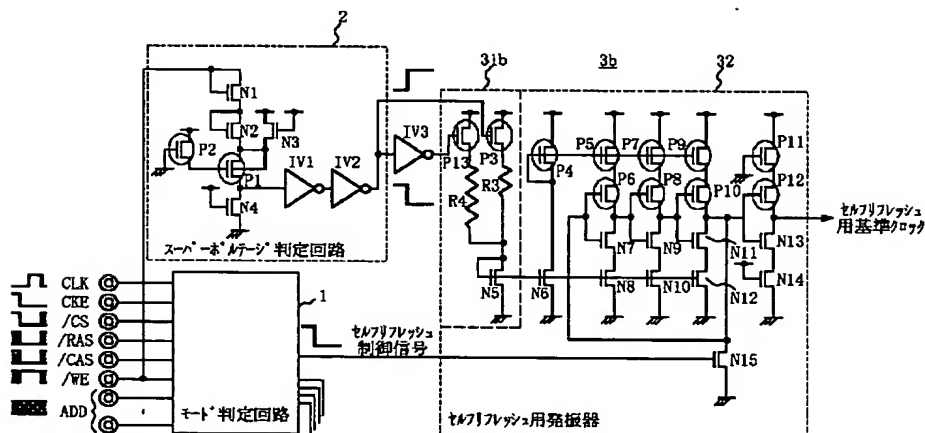 2
31b
3b
32
N1
N2
N3
P2
P1
N4
IV1
IV2
IV3
P13
P3
R4
R3
P4
P5
P7
P9
P11
P6
P8
P10
P12
N5
N6
N7
N8
N9
N10
N11
N12
N13
N14
N15
スーパーボルテージ判定回路
セルフリフレッシュ
用基準クロック
CLK
CKE
/CS
/RAS
/CAS
/WE
ADD
1
モード判定回路
セルフリフレッシュ
制御信号
セルフリフレッシュ用発振器